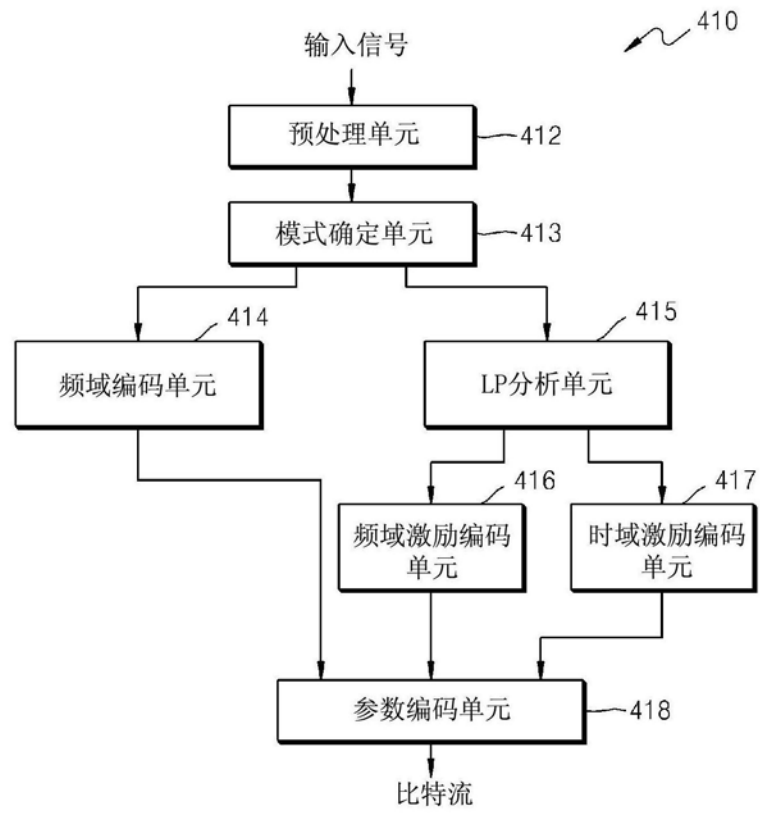 410
输入信号
预处理单元
412
模式确定单元
413
414
频域编码单元
415
LP分析单元
416
频域激励编码
单元
417
时域激励编码
单元
参数编码单元
418
比特流